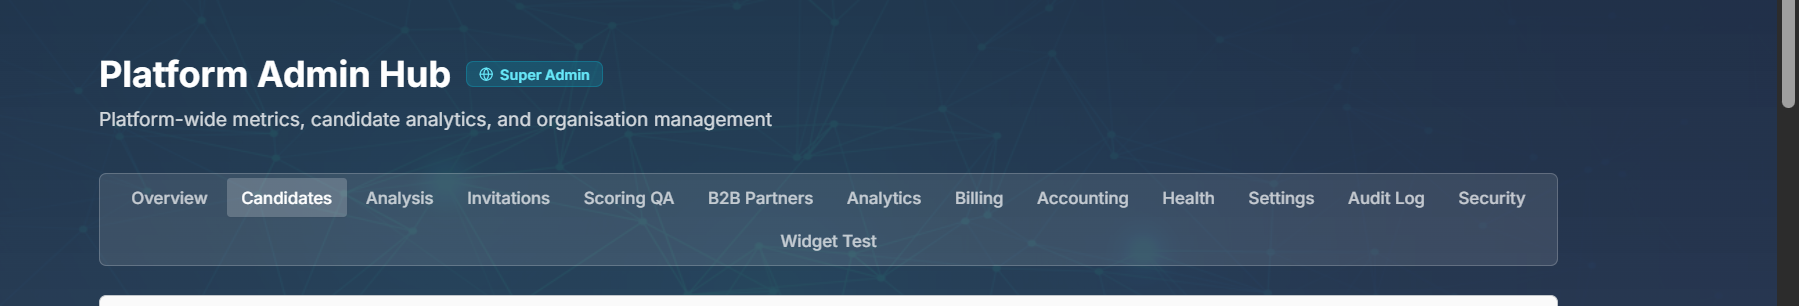 Platform Admin Hub Super Admin
Platform-wide metrics, candidate analytics, and organisation management
Overview Candidates Analysis Invitations Scoring QA B2B Partners Analytics Billing Accounting Health Settings Audit Log Security
Widget Test